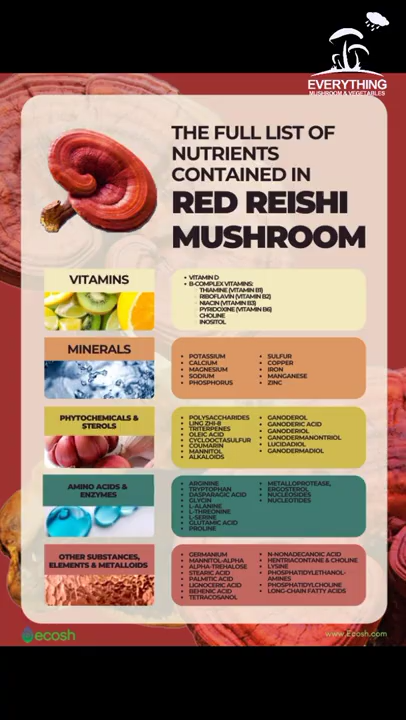 EVERYTHING
MUSHROOM & VEGETABLES
THE FULL LIST OF
NUTRIENTS
CONTAINED IN
RED REISHI
MUSHROOM
VITAMINS
VITAMIN D
B-COMPLEX VITAMINS:
THIAMINE (VITAMIN B1)
RIBOFLAVIN (VITAMIN B2)
NIACIN (VITAMIN B3)
PYRIDOXINE (VITAMIN B6)
CHOLINE
INOSITOL
MINERALS
POTASSIUM
CALCIUM
MAGNESIUM
SODIUM
PHOSPHORUS
SULFUR
COPPER
IRON
MANGANESE
ZINC
PHYTOCHEMICALS &
STEROLS
POLYSACCHARIDES
LING ZHI-8
TRITERPENES
OLEIC ACID
CYCLOOCTASULFUR
COUMARIN
MANNITOL
ALKALOIDS
GANODEROL
GANODERIC ACID
GANODERIOL
GANODERMANONTRIOL
LUCIDADIOL
GANODERMADIOL
AMINO ACIDS &
ENZYMES
ARGININE
TRYPTOPHAN
DASPARAGIC ACID
GLYCIN
L-ALANINE
L-THREONINE
L-SERINE
GLUTAMIC ACID
PROLINE
METALLOPROTEASE,
ERGOSTEROL
NUCLEOSIDES
NUCLEOTIDES
OTHER SUBSTANCES,
ELEMENTS & METALLOIDS
GERMANIUM
MANNITOL-ALPHA
ALPHA-TREHALOSE
STEARIC ACID
PALMITIC ACID
LIGNOCERIC ACID
BEHENIC ACID
TETRACOSANOL
N-NONADECANOIC ACID
HENTRIACONTANE & CHOLINE
LYSINE
PHOSPHATIDYLETHANOL-
AMINES
PHOSPHATIDYLCHOLINE
LONG-CHAIN FATTY ACIDS
ecosh
www.Ecosh.com